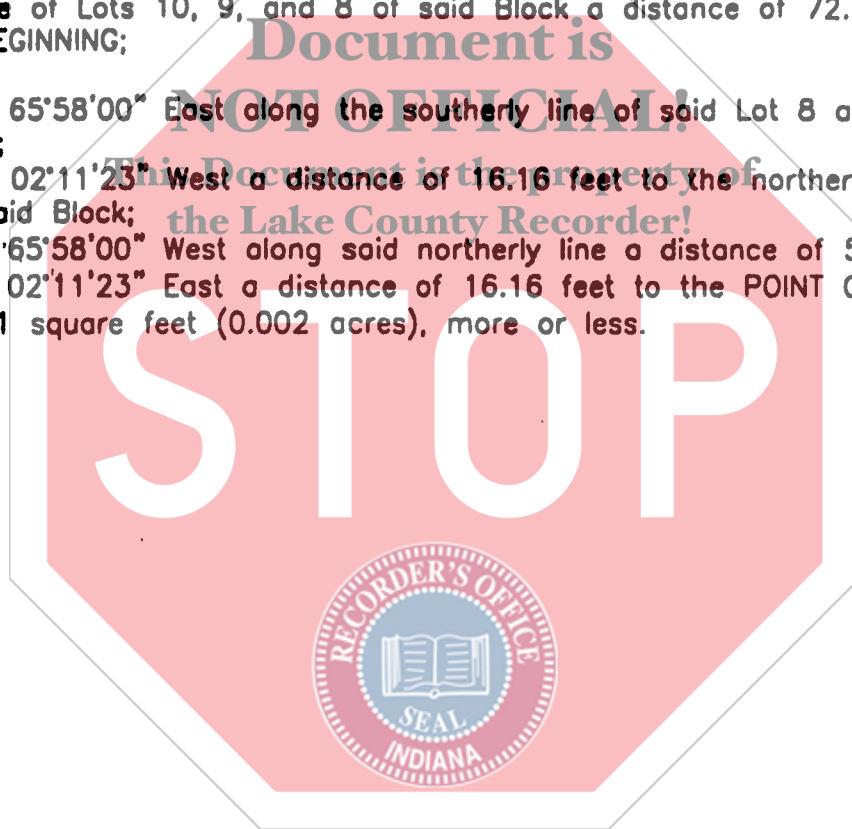 of Lots 10, 9, and 8 of said Block a distance of 72.
Document is
EGINNING;
65°58'00" East along the southerly line of said Lot 8 a
NOT OFFICIAL!
02°11'23" West a distance of 16.16 feet to the norther
This Document is the property of
aid Block;
the Lake County Recorder!
65°58'00" West along said northerly line a distance of 5
02°11'23" East a distance of 16.16 feet to the POINT O
1 square feet (0.002 acres), more or less.
STOP
RECORDER'S OFFICE
SEAL
INDIANA